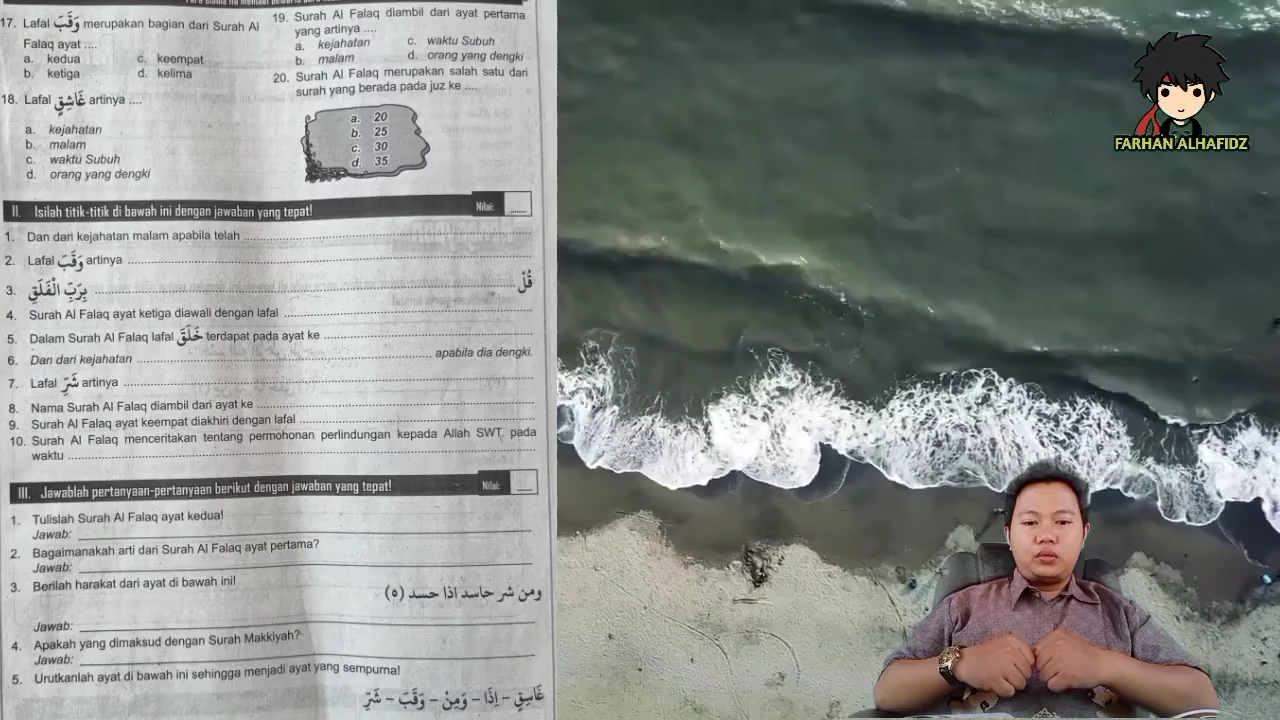 17. Lafal وَقَبَ merupakan bagian dari Surah Al
Falaq ayat ....
a. kedua c. keempat
b. ketiga d. kelima
18. Lafal غَاسِقٍ artinya ....
a. kejahatan
b. malam
c. waktu Subuh
d. orang yang dengki
19. Surah Al Falaq diambil dari ayat pertama
yang artinya ....
a. kejahatan c. waktu Subuh
b. malam d. orang yang dengki
20. Surah Al Falaq merupakan salah satu dari
surah yang berada pada juz ke ....
a. 20
b. 25
c. 30
d. 35
II. Isilah titik-titik di bawah ini dengan jawaban yang tepat! Nilai: ......
1. Dan dari kejahatan malam apabila telah ....
2. Lafal وَقَبَ artinya ....
3. قُلْ .... بِرَبِّ الْفَلَقِ
4. Surah Al Falaq ayat ketiga diawali dengan lafal ....
5. Dalam Surah Al Falaq lafal خَلَقَ terdapat pada ayat ke ....
6. Dan dari kejahatan .... apabila dia dengki.
7. Lafal شَرِّ artinya ....
8. Nama Surah Al Falaq diambil dari ayat ke ....
9. Surah Al Falaq ayat keempat diakhiri dengan lafal ....
10. Surah Al Falaq menceritakan tentang permohonan perlindungan kepada Allah SWT. pada
waktu ....
III. Jawablah pertanyaan-pertanyaan berikut dengan jawaban yang tepat! Nilai: ......
1. Tulislah Surah Al Falaq ayat kedua!
Jawab:
2. Bagaimanakah arti dari Surah Al Falaq ayat pertama?
Jawab:
3. Berilah harakat dari ayat di bawah ini!
ومن شر حاسد اذا حسد (٥)
Jawab:
4. Apakah yang dimaksud dengan Surah Makkiyah?
Jawab:
5. Urutkanlah ayat di bawah ini sehingga menjadi ayat yang sempurna!
غَاسِقٍ – اِذَا – وَمِنْ – وَقَبَ – شَرِّ
FARHAN ALHAFIDZ